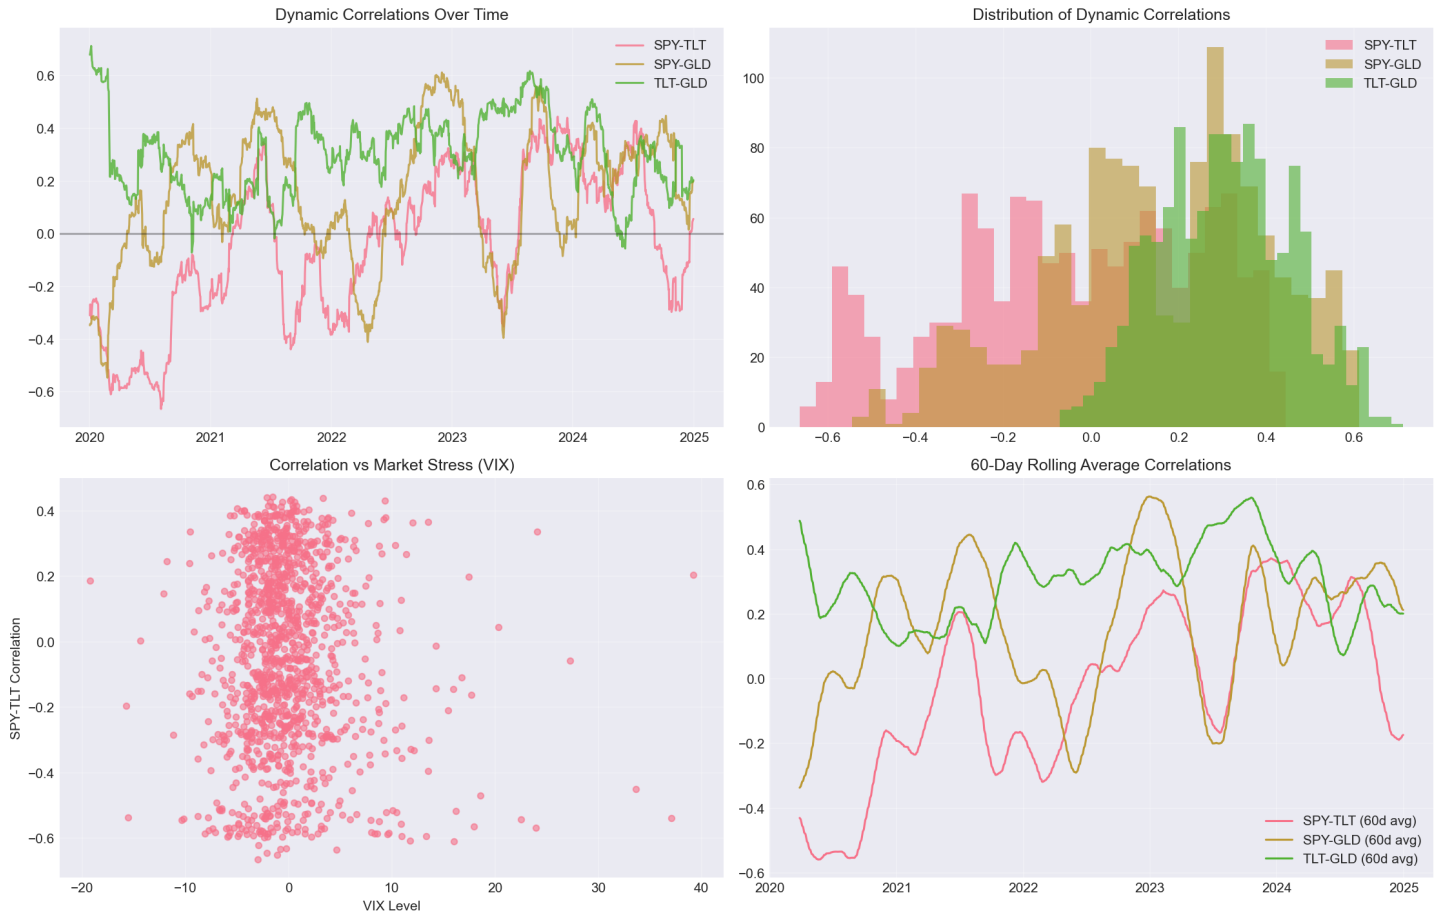 Dynamic Correlations Over Time
SPY-TLT
SPY-GLD
TLT-GLD
0.6
0.4
0.2
0.0
−0.2
−0.4
−0.6
2020 2021 2022 2023 2024 2025
Distribution of Dynamic Correlations
SPY-TLT
SPY-GLD
TLT-GLD
100
80
60
40
20
0
−0.6 −0.4 −0.2 0.0 0.2 0.4 0.6
Correlation vs Market Stress (VIX)
SPY-TLT Correlation
0.4
0.2
0.0
−0.2
−0.4
−0.6
−20 −10 0 10 20 30 40
VIX Level
60-Day Rolling Average Correlations
0.6
0.4
0.2
0.0
−0.2
−0.4
−0.6
SPY-TLT (60d avg)
SPY-GLD (60d avg)
TLT-GLD (60d avg)
2020 2021 2022 2023 2024 2025